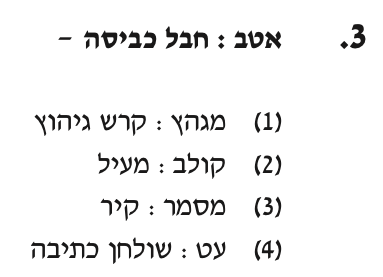 3. אטב : חבל כביסה –
(1) מגהץ : קרש גיהוץ
(2) קולב : מעיל
(3) מסמר : קיר
(4) עט : שולחן כתיבה